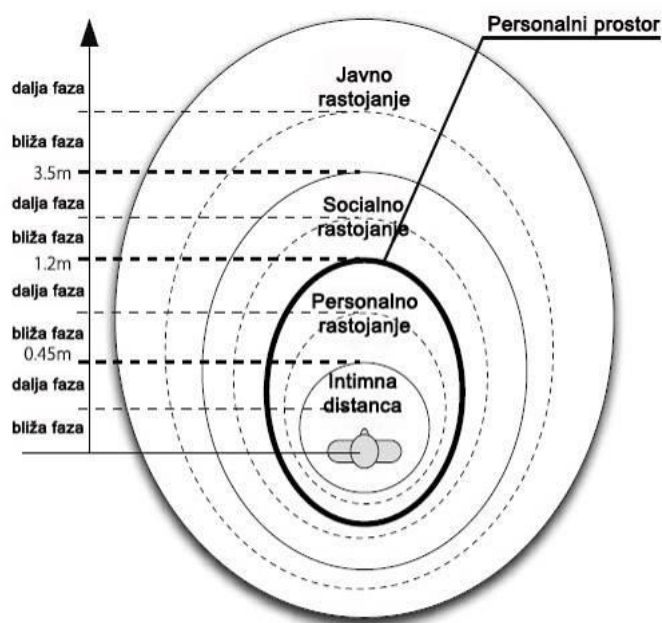 Personalni prostor
dalja faza
Javno
rastojanje
bliža faza
3.5m
dalja faza
Socialno
rastojanje
bliža faza
1.2m
dalja faza
Personalno
rastojanje
bliža faza
0.45m
dalja faza
Intimna
distanca
bliža faza